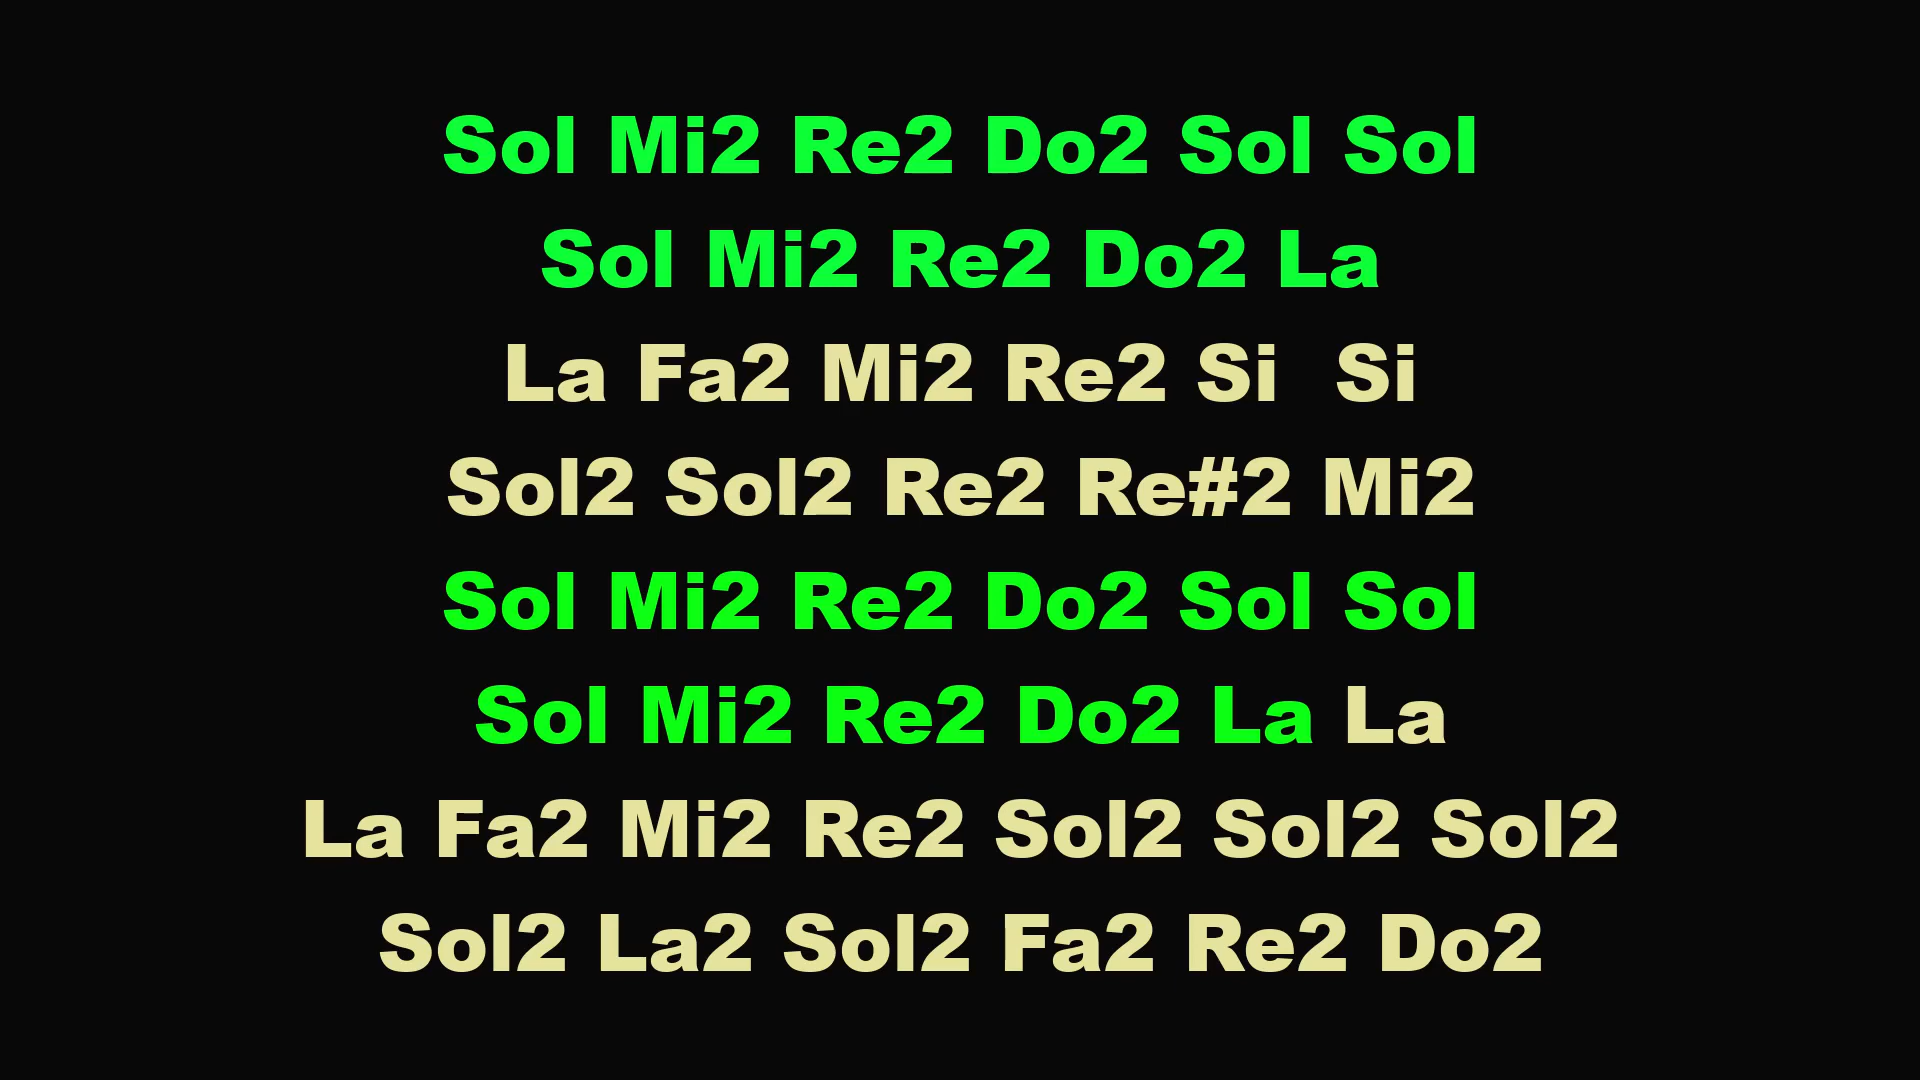 Sol Mi2 Re2 Do2 Sol Sol
Sol Mi2 Re2 Do2 La
La Fa2 Mi2 Re2 Si  Si
Sol2 Sol2 Re2 Re#2 Mi2
Sol Mi2 Re2 Do2 Sol Sol
Sol Mi2 Re2 Do2 La La
La Fa2 Mi2 Re2 Sol2 Sol2 Sol2
Sol2 La2 Sol2 Fa2 Re2 Do2